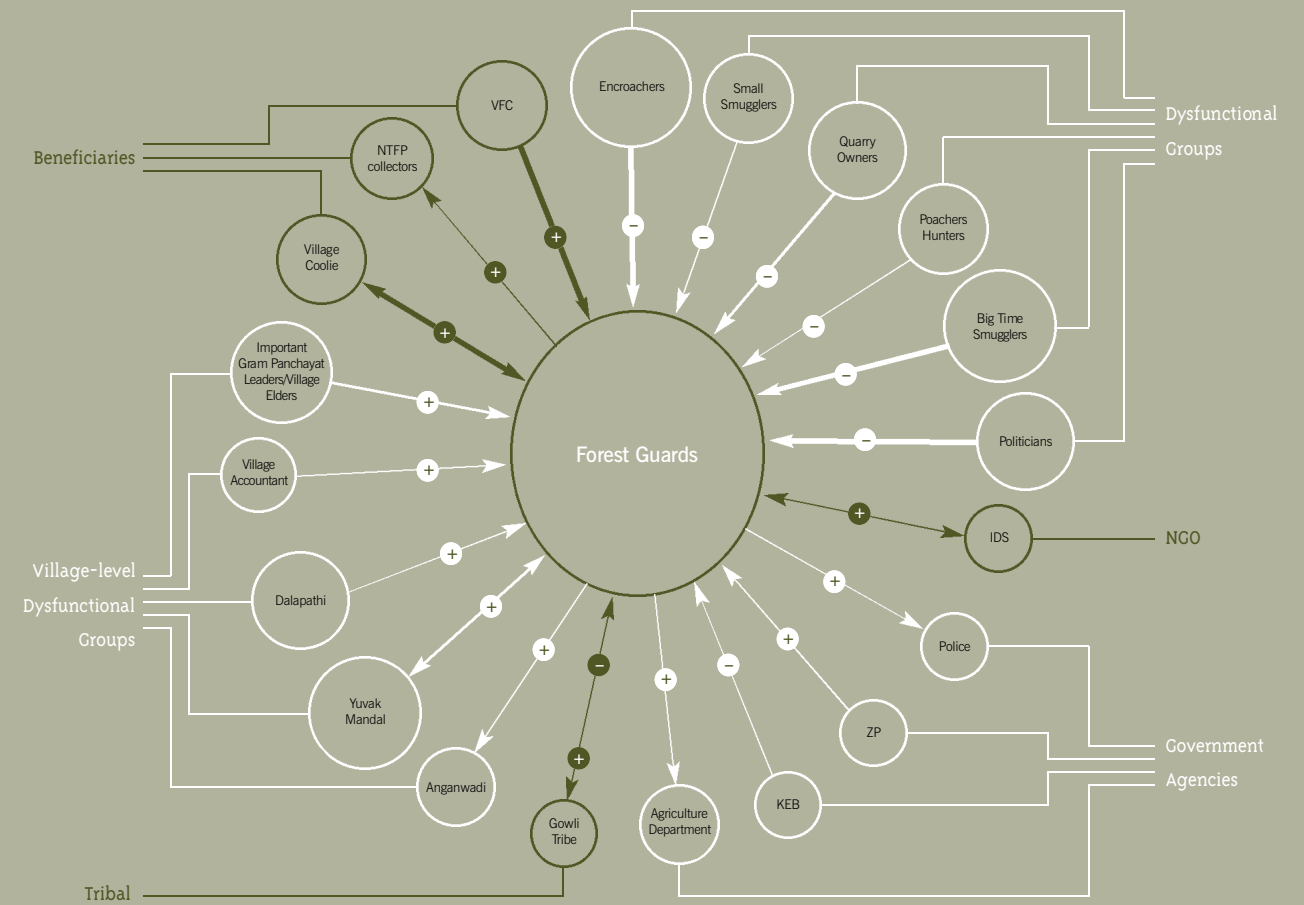 VFC
Encroachers
Small
Smugglers
Dysfunctional
Groups
Beneficiaries
NTFP
collectors
Quarry
Owners
Poachers
Hunters
Village
Coolie
Big Time
Smugglers
Important
Gram Panchayat
Leaders/Village
Elders
Politicians
Forest Guards
Village
Accountant
IDS
NGO
Village-level
Dysfunctional
Groups
Dalapathi
Police
Yuvak
Mandal
ZP
Government
Agencies
Anganwadi
KEB
Agriculture
Department
Gowli
Tribe
Tribal
+
−
−
+
−
+
−
+
−
+
−
+
+
+
+
+
+
−
+
−
+
+